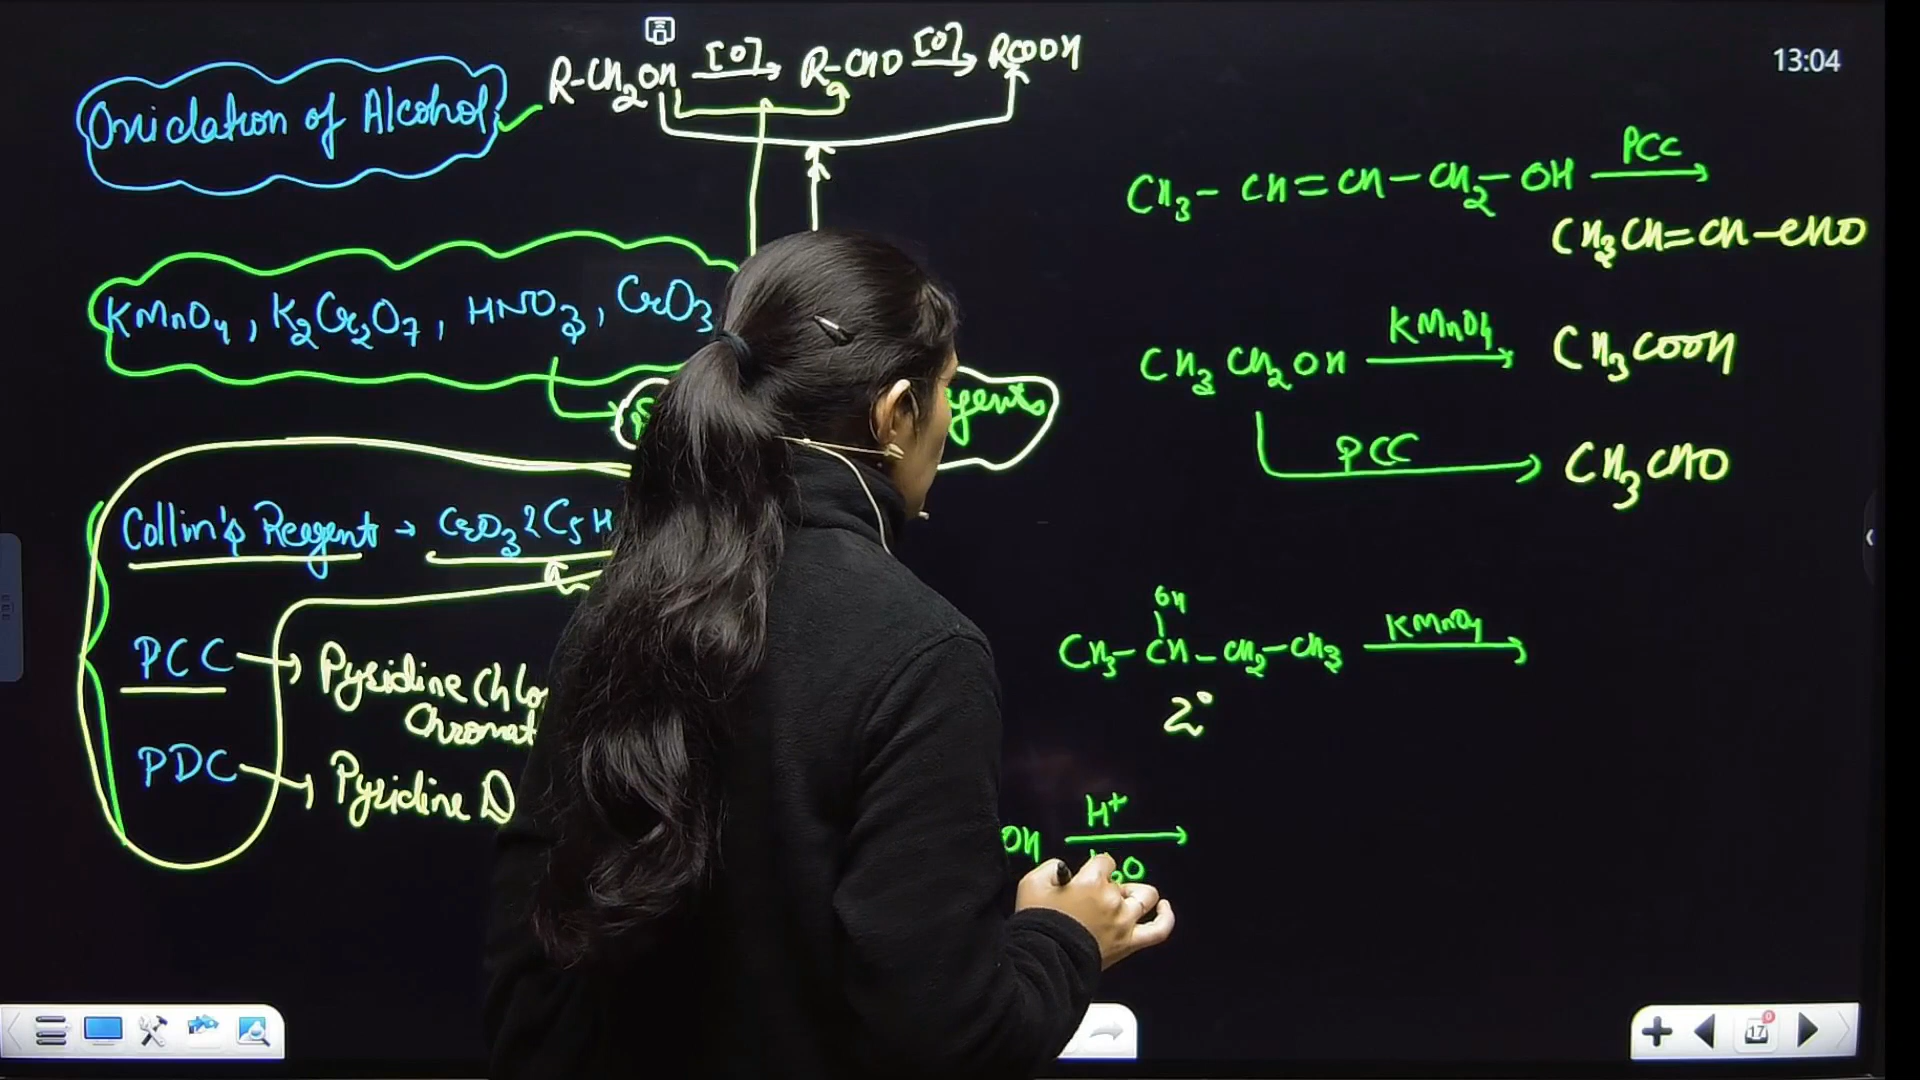 R-CH2OH [O] R-CHO [O] RCOOH
13:04
Oxidation of Alcohol
PCC
CH3-CH=CH-CH2-OH
CH3CH=CH-CHO
KMnO4, K2Cr2O7, HNO3, CrO3
KMnO4
CH3CH2OH CH3COOH
PCC
CH3CHO
Collin's Reagent → CrO3 2C5H
OH
CH3-CH-CH2-CH3 KMnO4
2°
PCC → Pyridine Chlo
Chromat
PDC → Pyridine D
OH H+
17
0